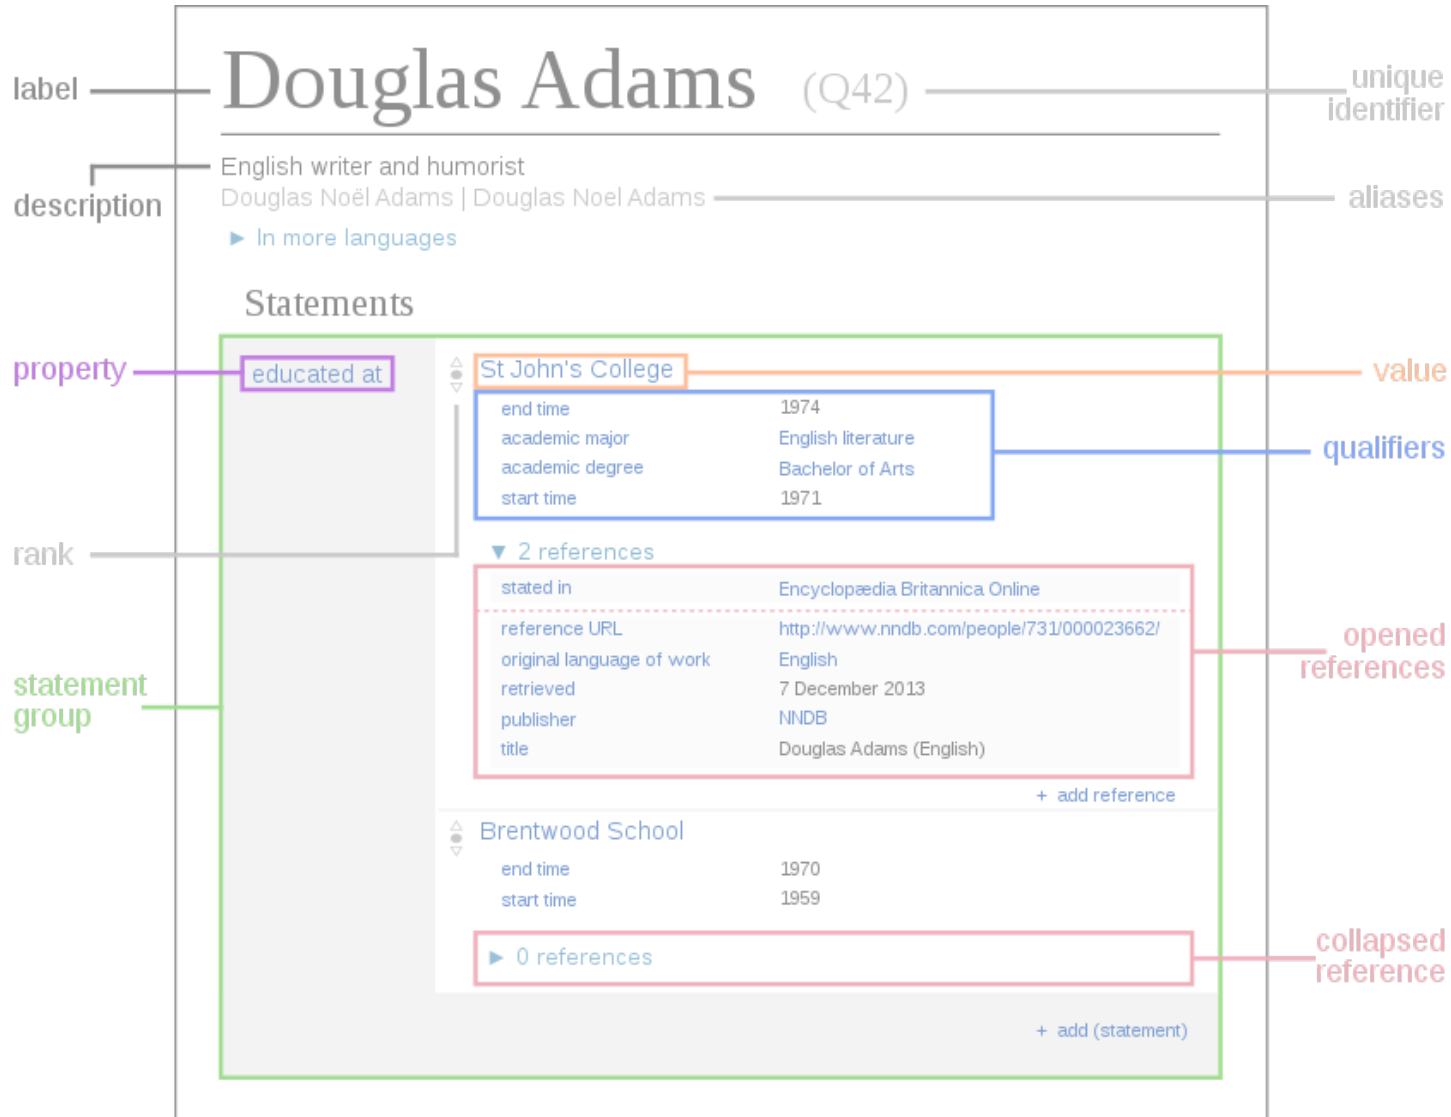 label
Douglas Adams (Q42)
unique
identifier
description
English writer and humorist
Douglas Noël Adams | Douglas Noel Adams
aliases
► In more languages
Statements
property
educated at
St John's College
value
end time 1974
academic major English literature
academic degree Bachelor of Arts
start time 1971
qualifiers
rank
▼ 2 references
stated in Encyclopædia Britannica Online
reference URL http://www.nndb.com/people/731/000023662/
original language of work English
retrieved 7 December 2013
publisher NNDB
title Douglas Adams (English)
opened
references
statement
group
+ add reference
Brentwood School
end time 1970
start time 1959
► 0 references
collapsed
reference
+ add (statement)